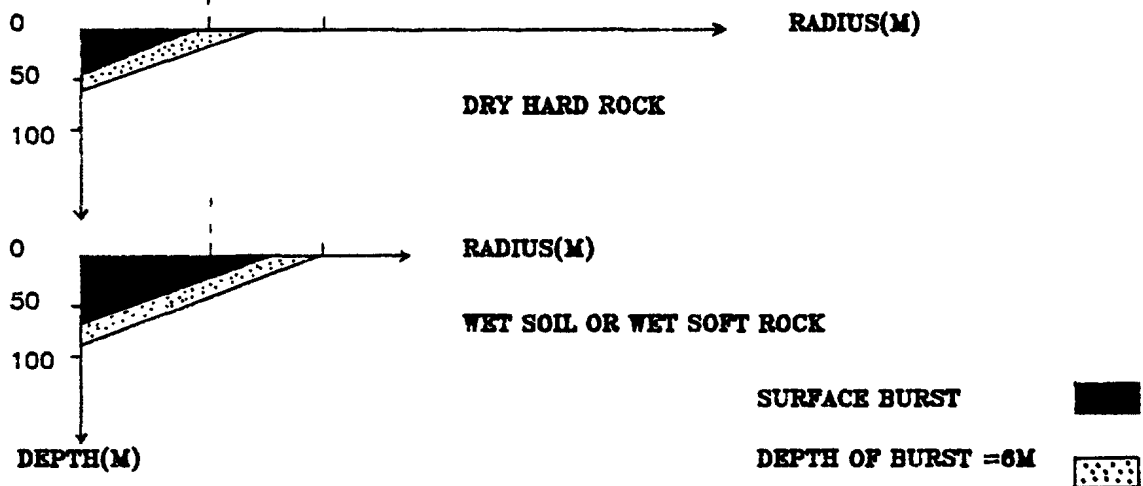 0 RADIUS(M)
50
DRY HARD ROCK
100
0 RADIUS(M)
50
WET SOIL OR WET SOFT ROCK
100
SURFACE BURST
DEPTH(M) DEPTH OF BURST =6M